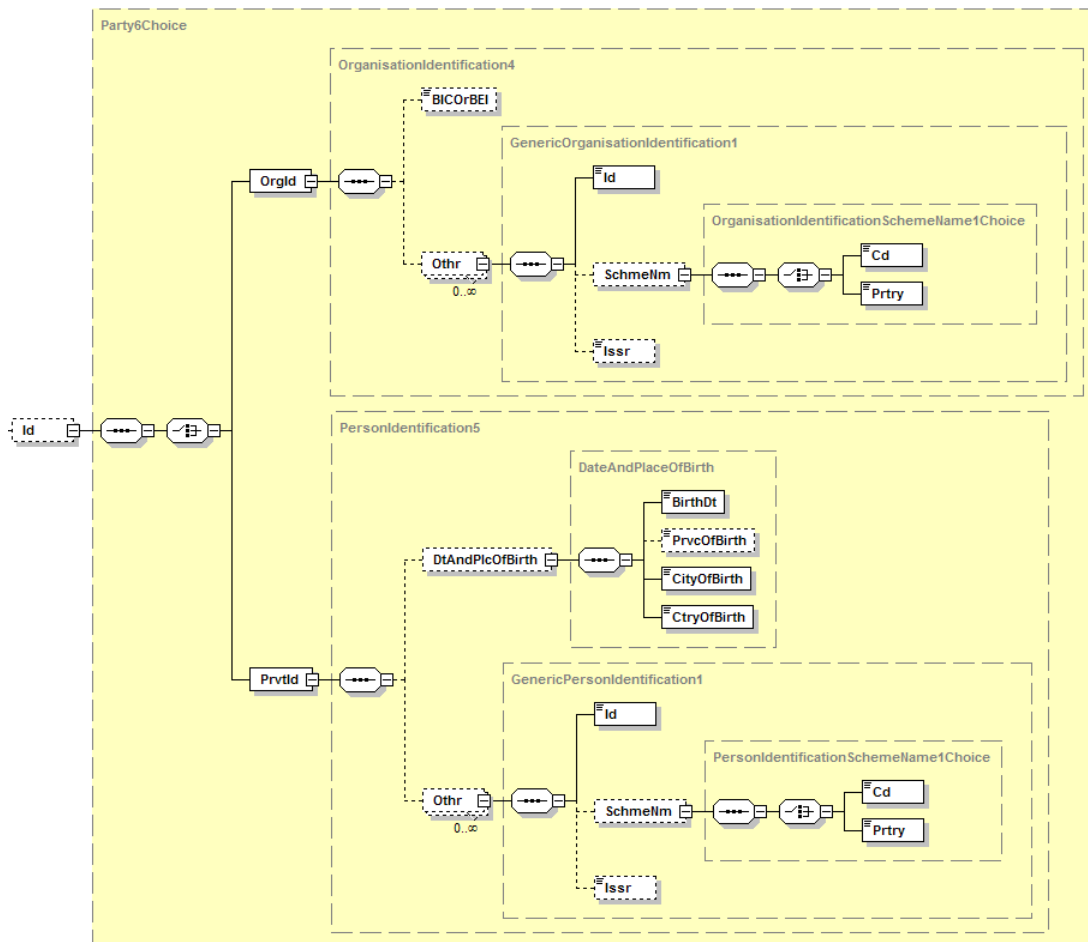 Party6Choice
OrganisationIdentification4
BICOrBEI
GenericOrganisationIdentification1
OrgId
Id
OrganisationIdentificationSchemeName1Choice
Othr
0..∞
SchmeNm
Cd
Prtry
Issr
Id
PersonIdentification5
DateAndPlaceOfBirth
BirthDt
PrvcOfBirth
DtAndPlcOfBirth
CityOfBirth
CtryOfBirth
PrvtId
GenericPersonIdentification1
Id
PersonIdentificationSchemeName1Choice
Othr
0..∞
SchmeNm
Cd
Prtry
Issr